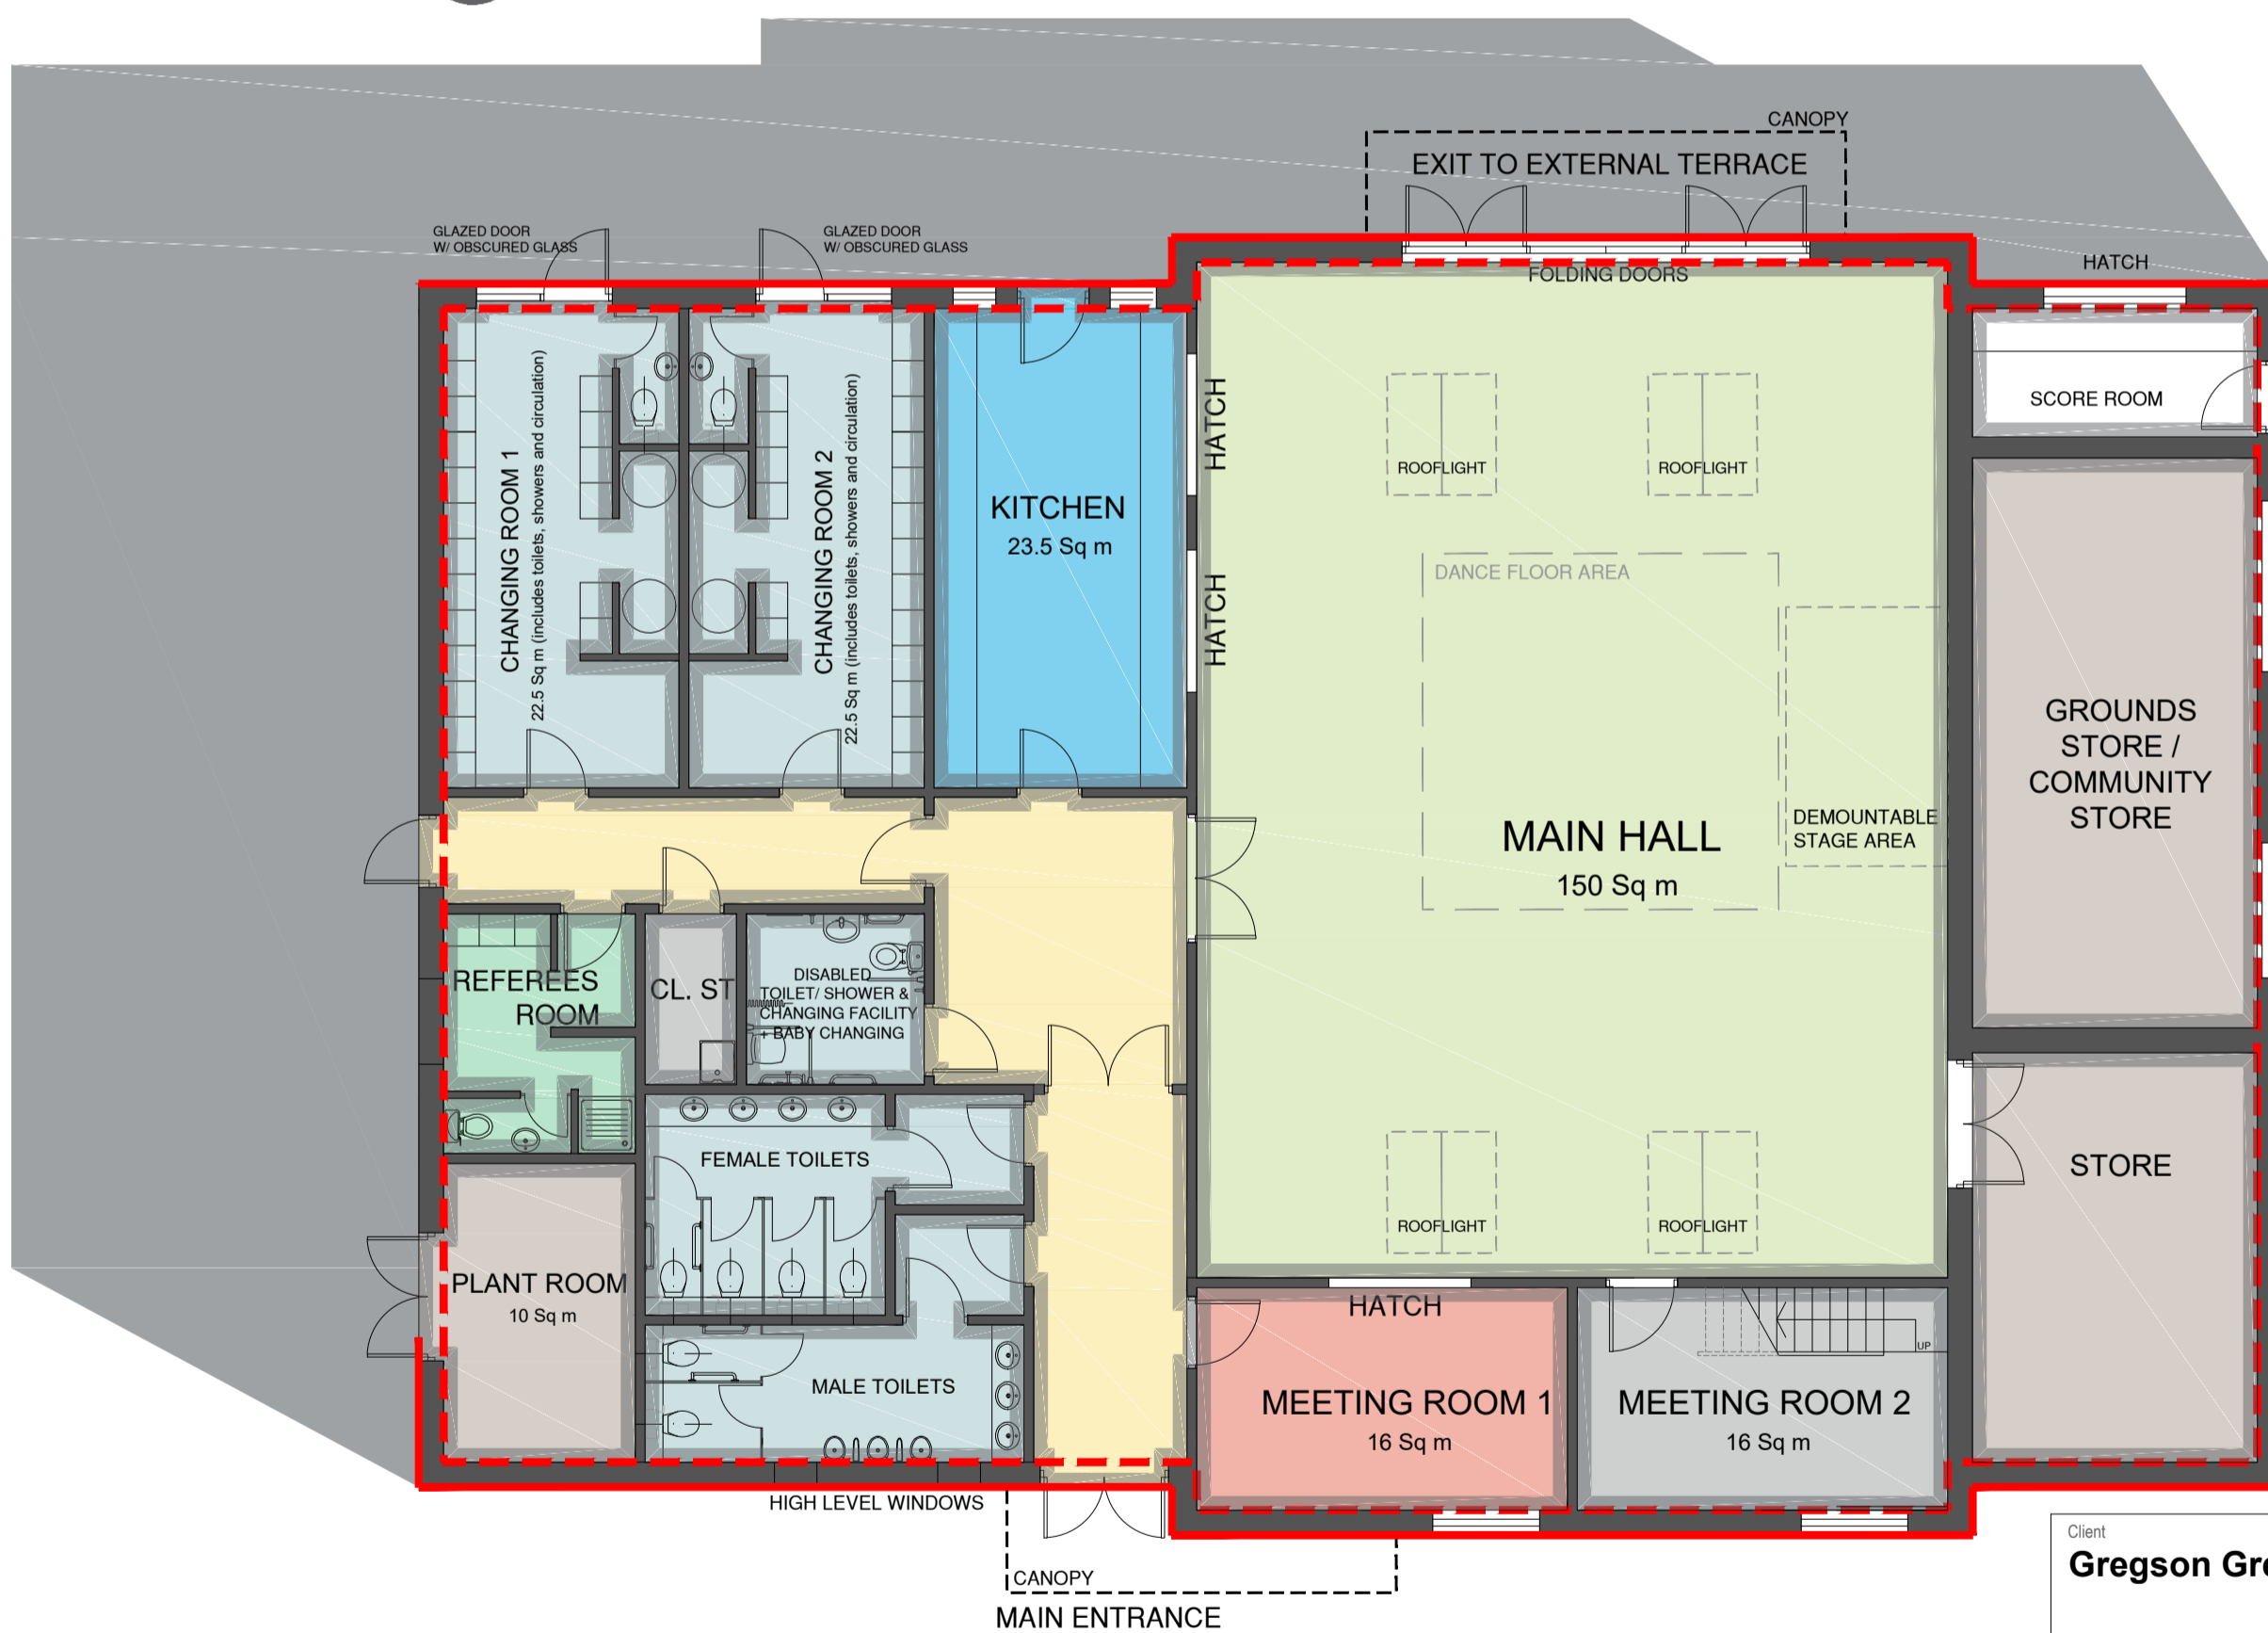 CANOPY
EXIT TO EXTERNAL TERRACE
GLAZED DOOR
W/ OBSCURED GLASS
GLAZED DOOR
W/ OBSCURED GLASS
FOLDING DOORS
HATCH
CHANGING ROOM 1
22.5 Sq m (includes toilets, showers and circulation)
CHANGING ROOM 2
22.5 Sq m (includes toilets, showers and circulation)
KITCHEN
23.5 Sq m
HATCH
HATCH
ROOFLIGHT
ROOFLIGHT
SCORE ROOM
DANCE FLOOR AREA
GROUNDS
STORE /
COMMUNITY
STORE
DEMOUNTABLE
STAGE AREA
MAIN HALL
150 Sq m
REFEREES
ROOM
CL. ST
DISABLED
TOILET/ SHOWER &
CHANGING FACILITY
+ BABY CHANGING
FEMALE TOILETS
STORE
ROOFLIGHT
ROOFLIGHT
PLANT ROOM
10 Sq m
HATCH
UP
MALE TOILETS
MEETING ROOM 1
16 Sq m
MEETING ROOM 2
16 Sq m
HIGH LEVEL WINDOWS
CANOPY
MAIN ENTRANCE
Client
Gregson Gre